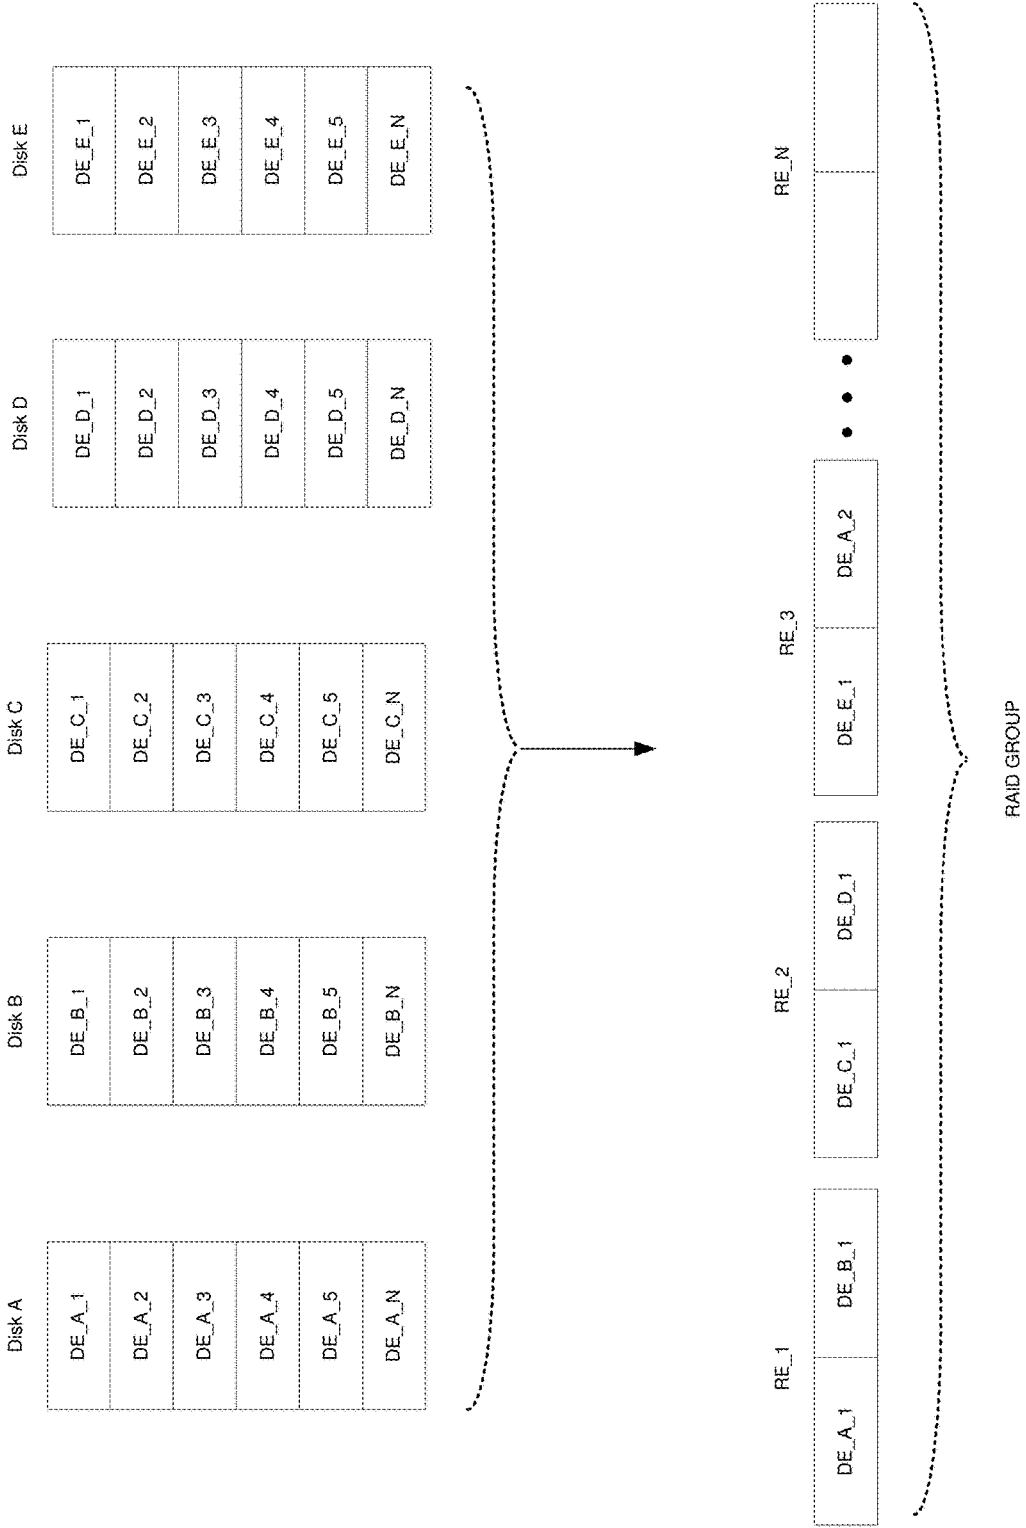 Disk A
Disk B
Disk C
Disk D
Disk E
DE_A_1
DE_A_2
DE_A_3
DE_A_4
DE_A_5
DE_A_N
DE_B_1
DE_B_2
DE_B_3
DE_B_4
DE_B_5
DE_B_N
DE_C_1
DE_C_2
DE_C_3
DE_C_4
DE_C_5
DE_C_N
DE_D_1
DE_D_2
DE_D_3
DE_D_4
DE_D_5
DE_D_N
DE_E_1
DE_E_2
DE_E_3
DE_E_4
DE_E_5
DE_E_N
RE_1
RE_2
RE_3
RE_N
DE_A_1
DE_B_1
DE_C_1
DE_D_1
DE_E_1
DE_A_2
RAID GROUP